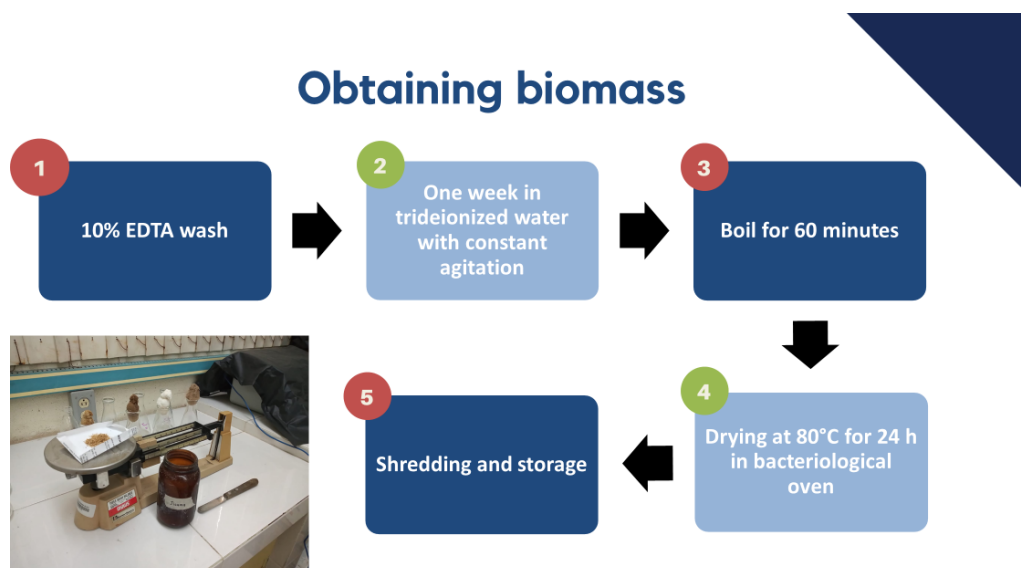 Obtaining biomass
1
10% EDTA wash
2
One week in
trideionized water
with constant
agitation
3
Boil for 60 minutes
4
Drying at 80°C for 24 h
in bacteriological
oven
5
Shredding and storage